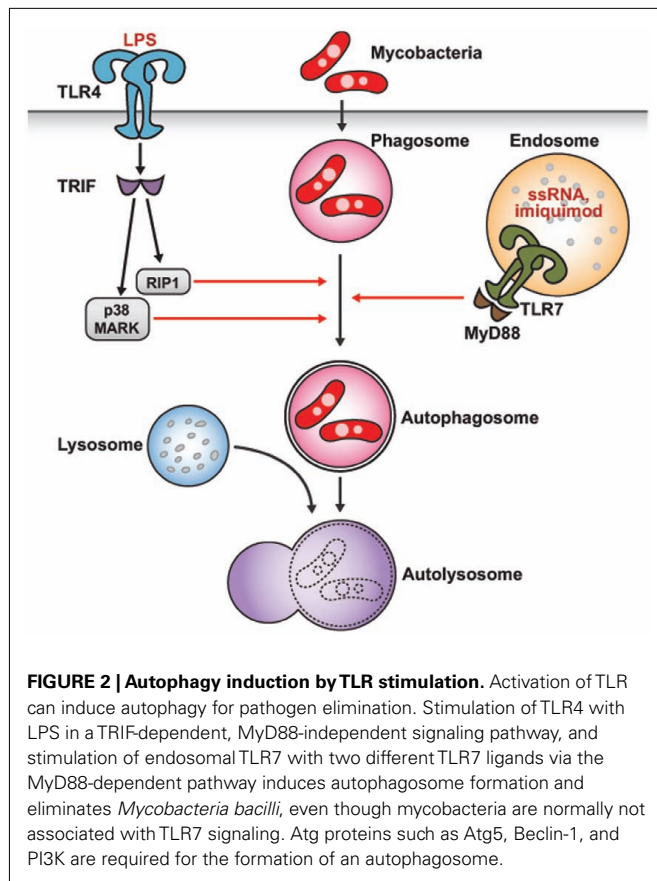 LPS
TLR4
Mycobacteria
Phagosome
Endosome
TRIF
ssRNA,
imiquimod
RIP1
p38
MARK
TLR7
MyD88
Autophagosome
Lysosome
Autolysosome
FIGURE 2 | Autophagy induction by TLR stimulation. Activation of TLR
can induce autophagy for pathogen elimination. Stimulation of TLR4 with
LPS in a TRIF-dependent, MyD88-independent signaling pathway, and
stimulation of endosomal TLR7 with two different TLR7 ligands via the
MyD88-dependent pathway induces autophagosome formation and
eliminates Mycobacteria bacilli, even though mycobacteria are normally not
associated with TLR7 signaling. Atg proteins such as Atg5, Beclin-1, and
PI3K are required for the formation of an autophagosome.